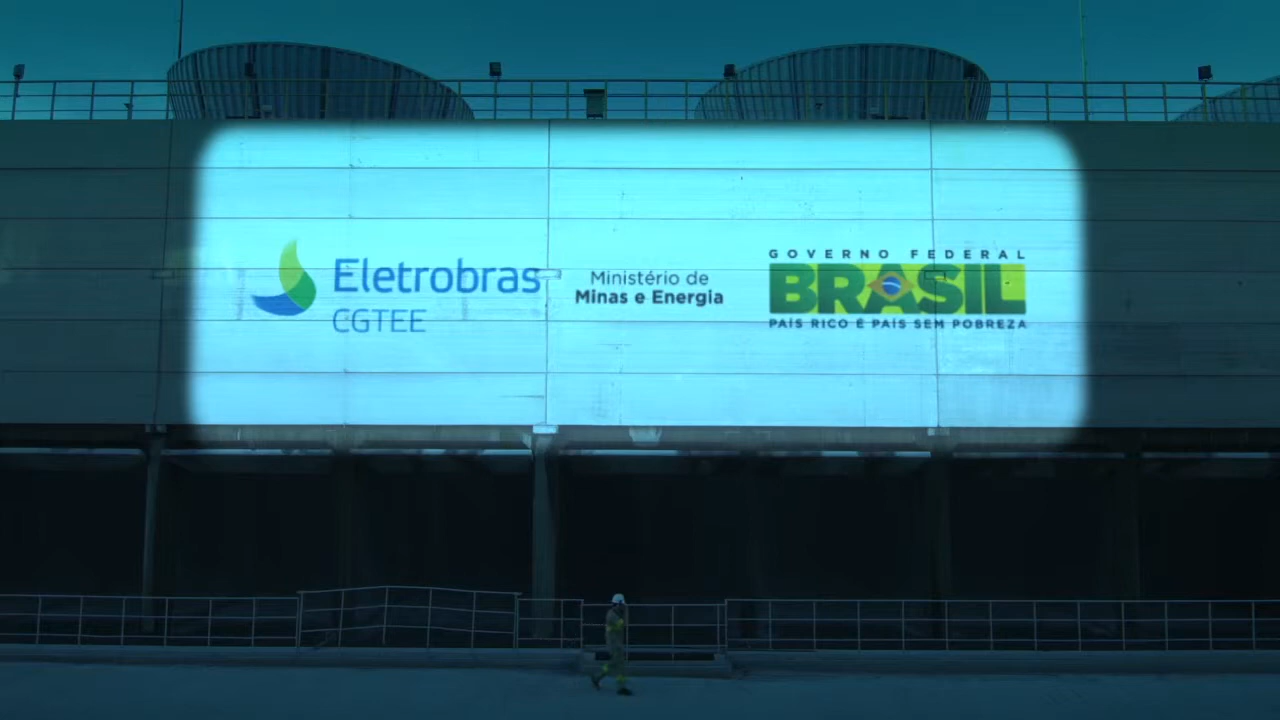 Eletrobras
CGTEE
Ministério de
Minas e Energia
GOVERNO FEDERAL
BRASIL
PAÍS RICO É PAÍS SEM POBREZA